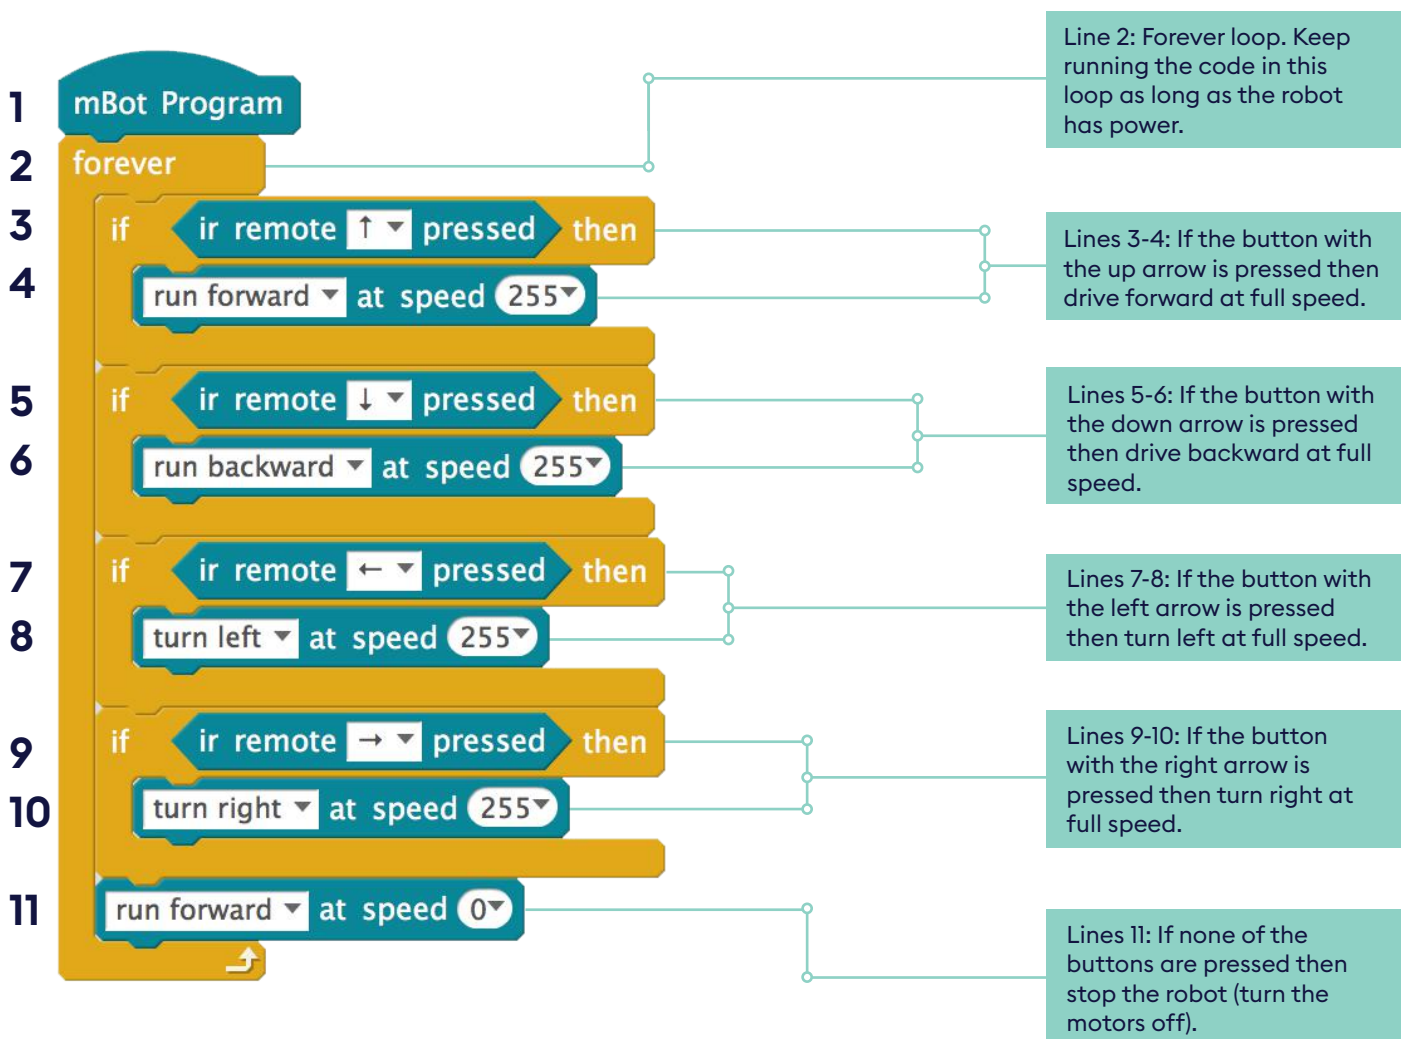 1
mBot Program
2
forever
3
if ir remote ↑ pressed then
4
run forward at speed 255
5
if ir remote ↓ pressed then
6
run backward at speed 255
7
if ir remote ← pressed then
8
turn left at speed 255
9
if ir remote → pressed then
10
turn right at speed 255
11
run forward at speed 0
Line 2: Forever loop. Keep
running the code in this
loop as long as the robot
has power.
Lines 3-4: If the button with
the up arrow is pressed then
drive forward at full speed.
Lines 5-6: If the button with
the down arrow is pressed
then drive backward at full
speed.
Lines 7-8: If the button with
the left arrow is pressed
then turn left at full speed.
Lines 9-10: If the button
with the right arrow is
pressed then turn right at
full speed.
Lines 11: If none of the
buttons are pressed then
stop the robot (turn the
motors off).